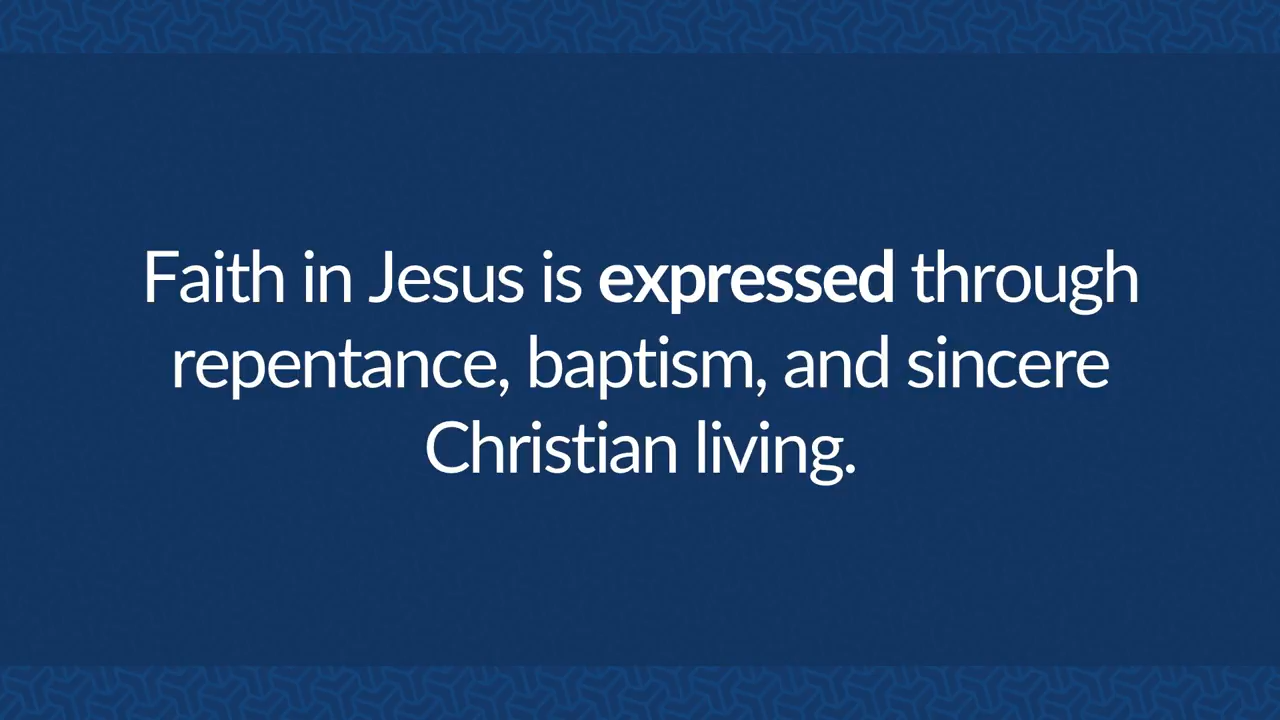 Faith in Jesus is expressed through
repentance, baptism, and sincere
Christian living.